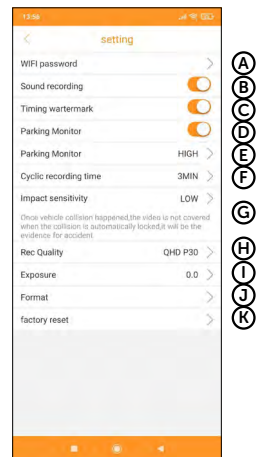 12:56
setting
WIFI password > A
Sound recording B
Timing wartermark C
Parking Monitor D
Parking Monitor HIGH > E
Cyclic recording time 3MIN > F
Impact sensitivity LOW > G
Once vehicle collision happened,the video is not covered
when the collision is automatically locked,it will be the
evidence for accident
Rec Quality QHD P30 > H
Exposure 0.0 > I
Format > J
factory reset > K